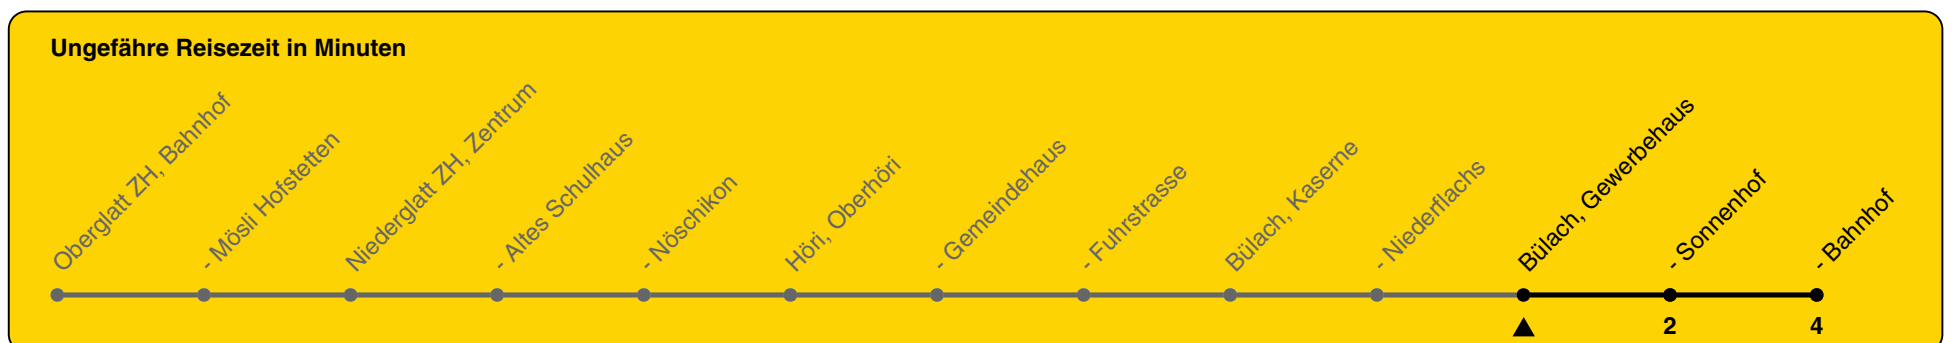 Ungefähre Reisezeit in Minuten
Oberglatt ZH, Bahnhof
- Mösli Hofstetten
Niederglatt ZH, Zentrum
- Altes Schulhaus
- Nöschikon
Höri, Oberhöri
- Gemeindehaus
- Fuhrstrasse
Bülach, Kaserne
- Niederflachs
Bülach, Gewerbehaus
- Sonnenhof
- Bahnhof
2
4